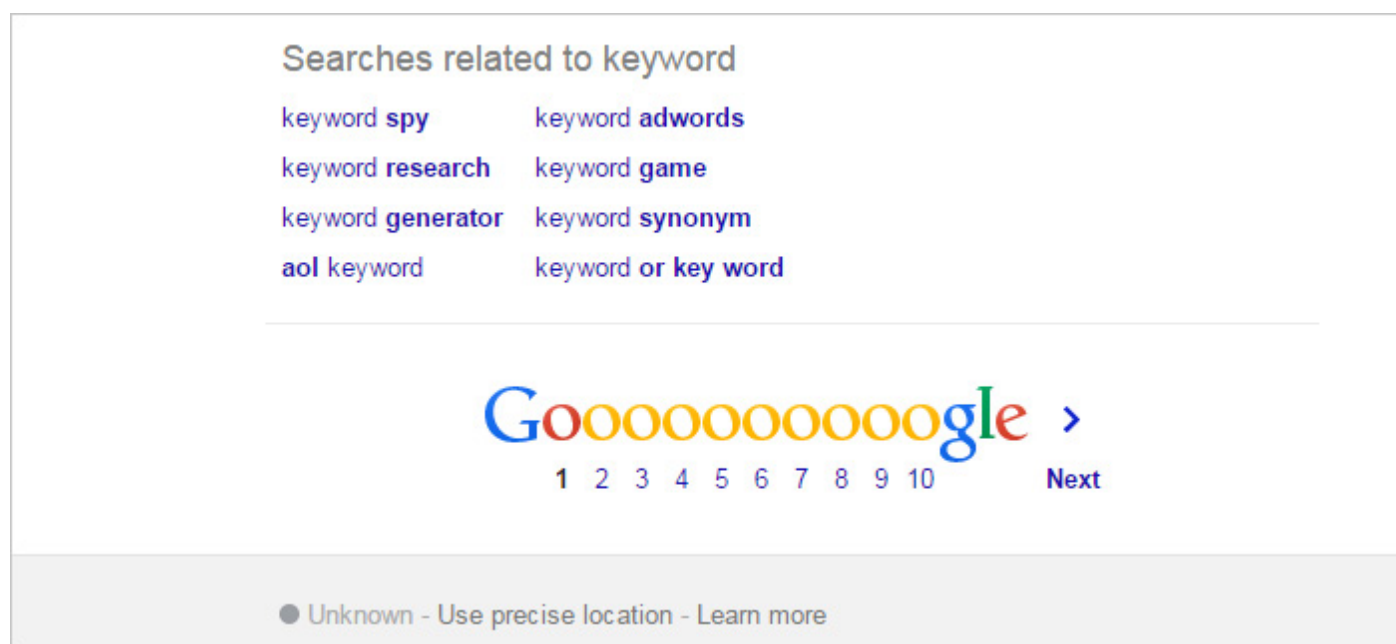 Searches related to keyword
keyword spy keyword adwords
keyword research keyword game
keyword generator keyword synonym
aol keyword keyword or key word
Goooooooooogle >
1 2 3 4 5 6 7 8 9 10 Next
Unknown - Use precise location - Learn more